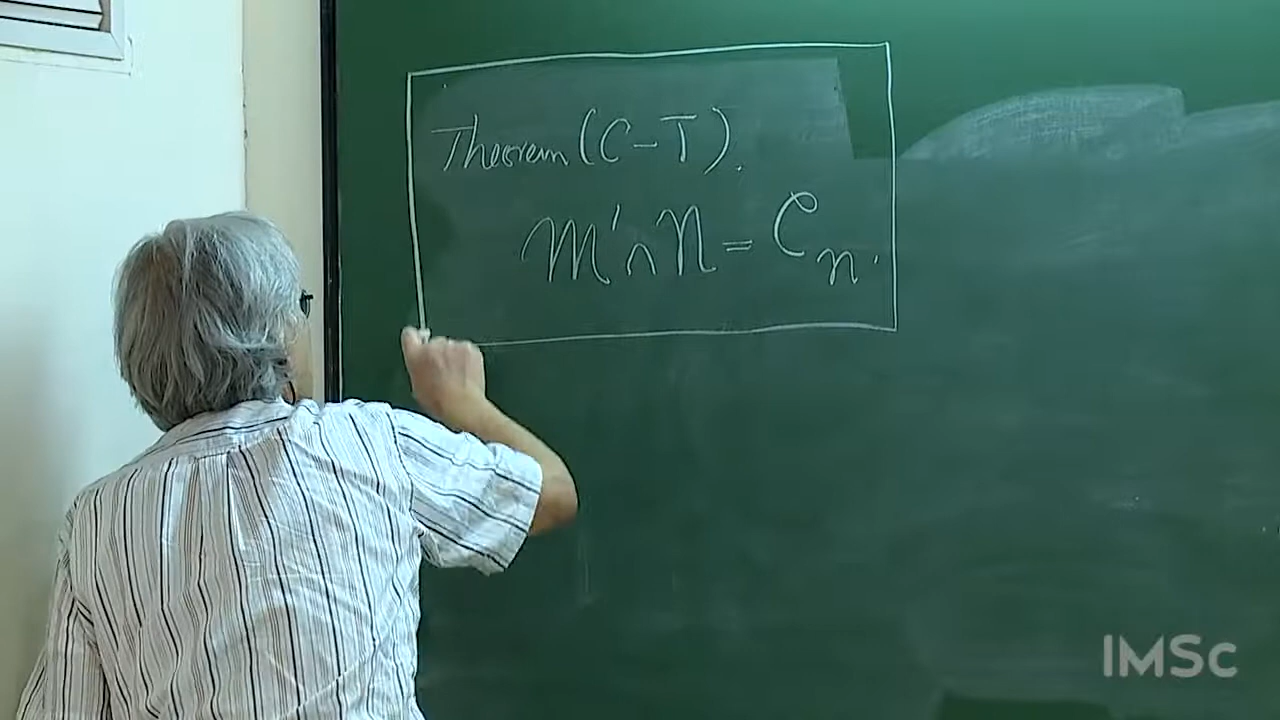 Theorem (C-T).
M' ∩ N = C_n.
IMSc